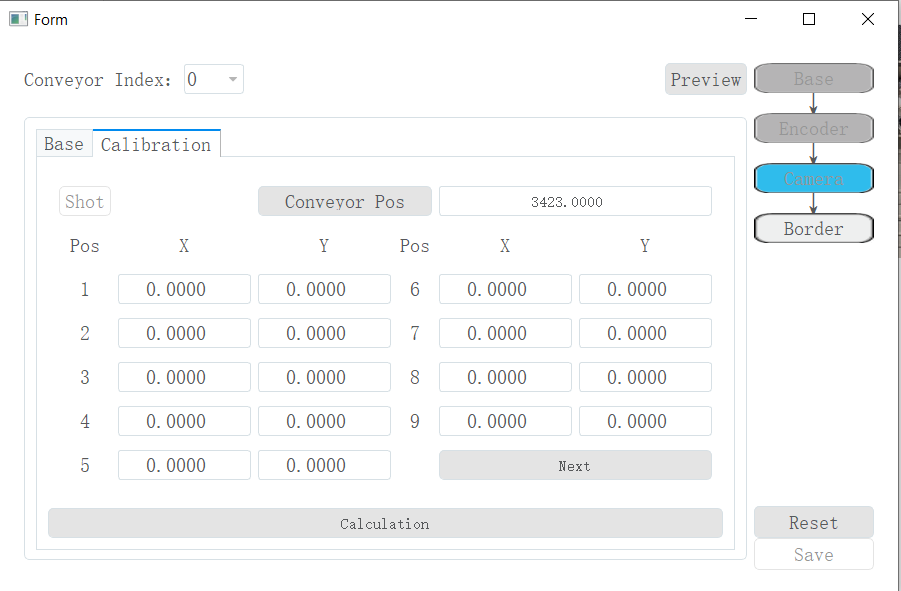 Form
Conveyor Index: 0
Preview
Base
Encoder
Camera
Border
Base Calibration
Shot Conveyor Pos 3423.0000
Pos X Y Pos X Y
1 0.0000 0.0000 6 0.0000 0.0000
2 0.0000 0.0000 7 0.0000 0.0000
3 0.0000 0.0000 8 0.0000 0.0000
4 0.0000 0.0000 9 0.0000 0.0000
5 0.0000 0.0000 Next
Calculation
Reset
Save